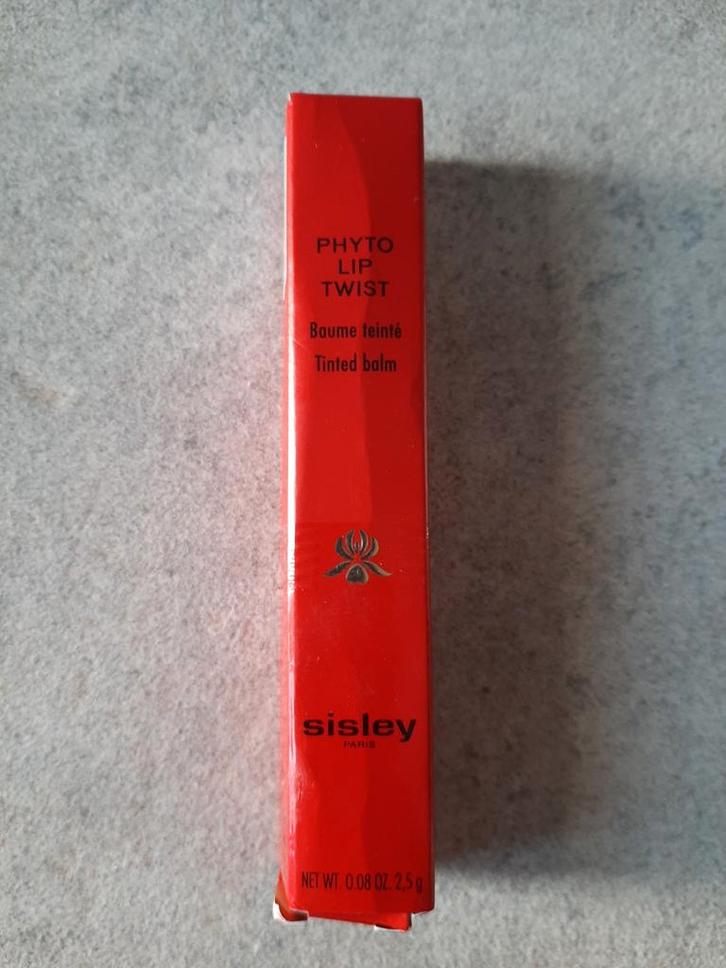 PHYTO
LIP
TWIST
Baume teinté
Tinted balm
sisley
PARIS
NET WT. 0.08 OZ. 2,5 g